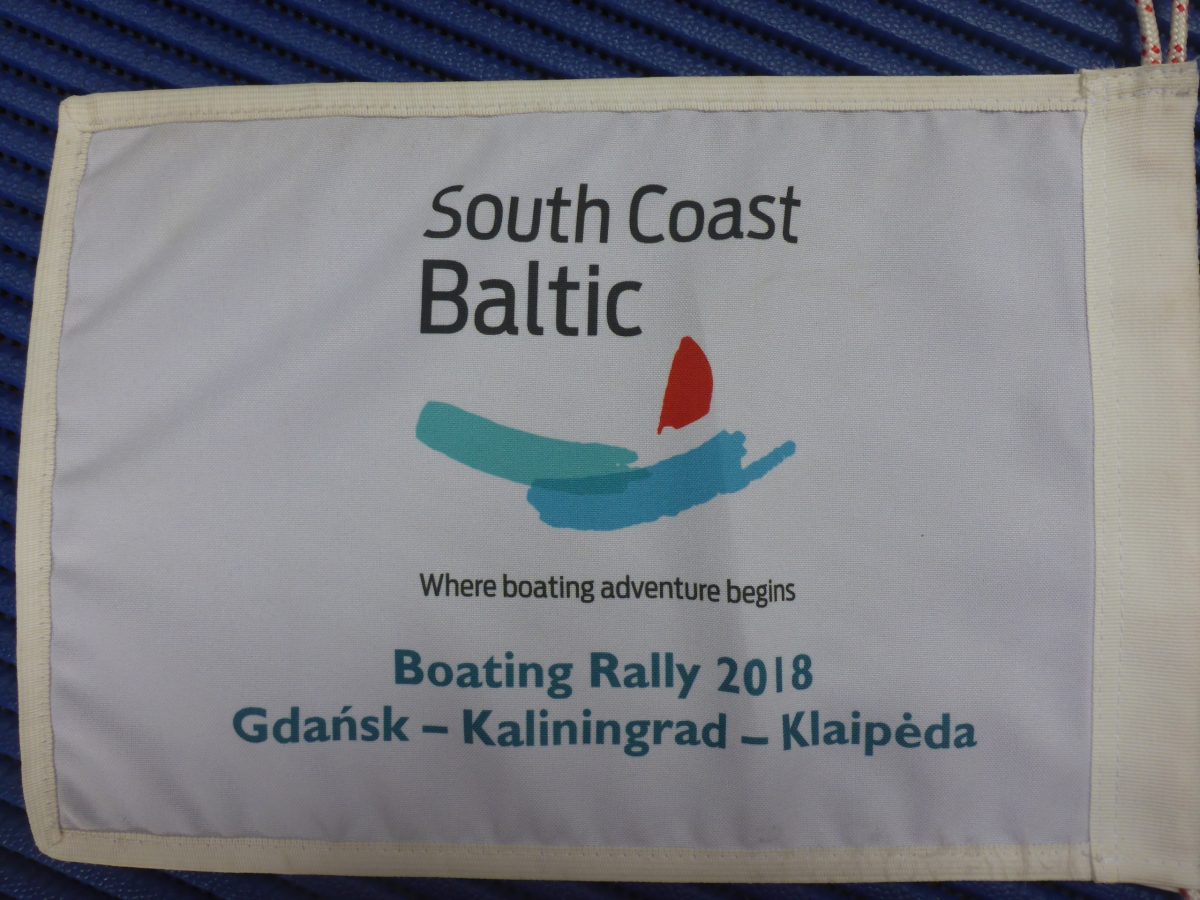 South Coast
Baltic
Where boating adventure begins
Boating Rally 2018
Gdańsk – Kaliningrad – Klaipėda